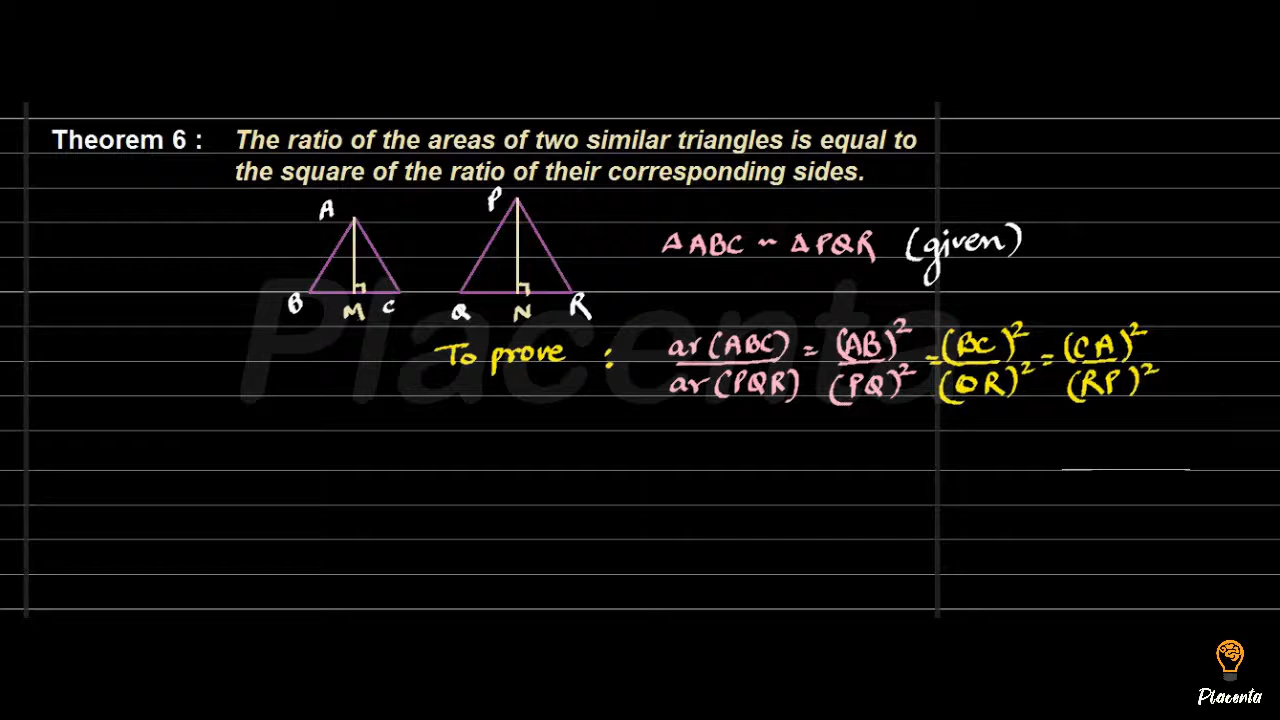 Theorem 6 : The ratio of the areas of two similar triangles is equal to
the square of the ratio of their corresponding sides.
A P
Δ ABC ~ Δ PQR (given)
B M C Q N R
To prove : ar(ABC)/ar(PQR) = (AB)²/(PQ)² = (BC)²/(QR)² = (CA)²/(RP)²
Placenta
Placenta